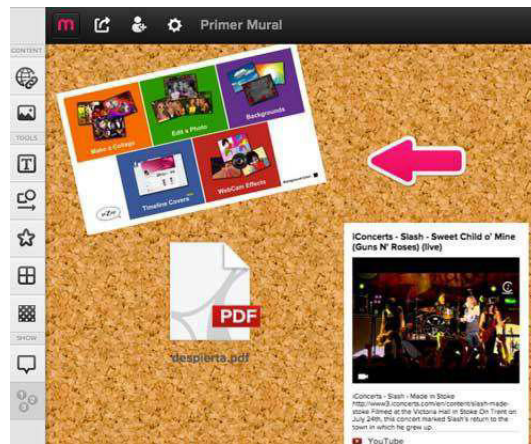 m Primer Mural
CONTENT
TOOLS
T
SHOW
Make a Collage
Edit a Photo
Backgrounds
Timeline Covers
WebCam Effects
PDF
despierta.pdf
iConcerts - Slash - Sweet Child o' Mine
(Guns N' Roses) (live)
iConcerts - Slash - Made in Stoke
http://www3.iconcerts.com/en/content/slash-made-
stoke Filmed at the Victoria Hall in Stoke On Trent on
July 24th, this concert marked Slash's return to the
town in which he grew up.
YouTube